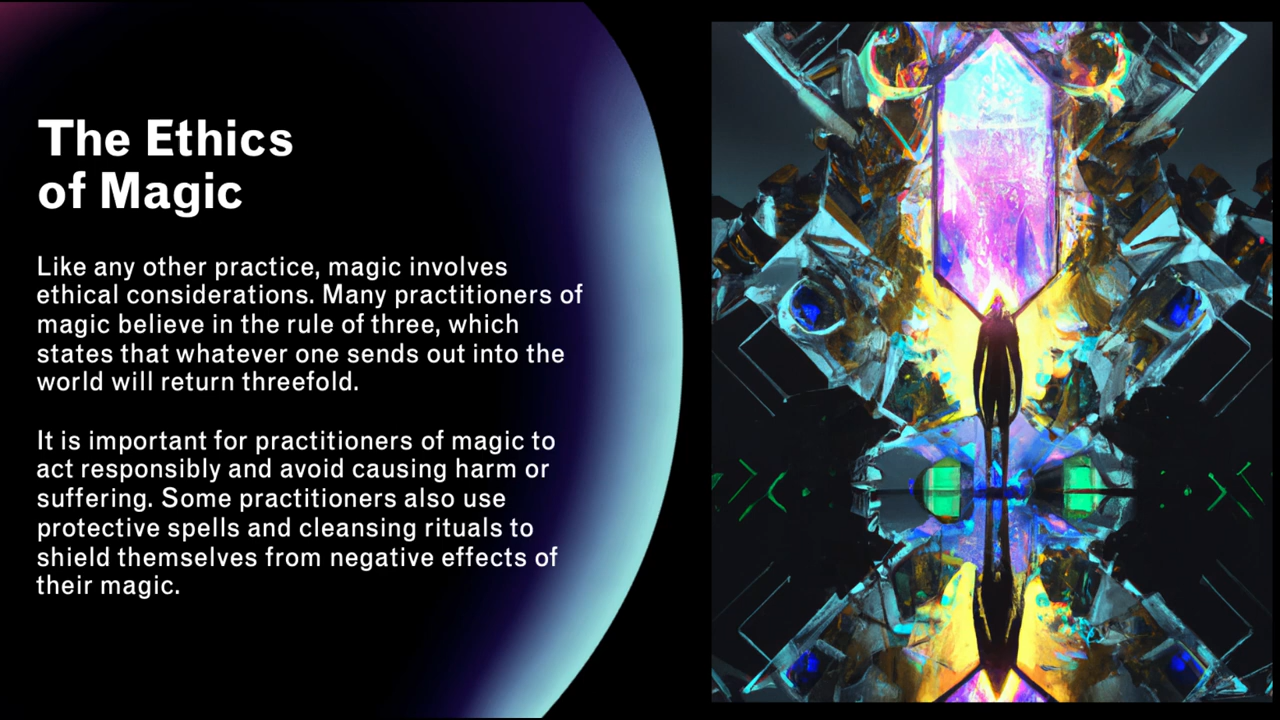 The Ethics
of Magic
Like any other practice, magic involves
ethical considerations. Many practitioners of
magic believe in the rule of three, which
states that whatever one sends out into the
world will return threefold.
It is important for practitioners of magic to
act responsibly and avoid causing harm or
suffering. Some practitioners also use
protective spells and cleansing rituals to
shield themselves from negative effects of
their magic.